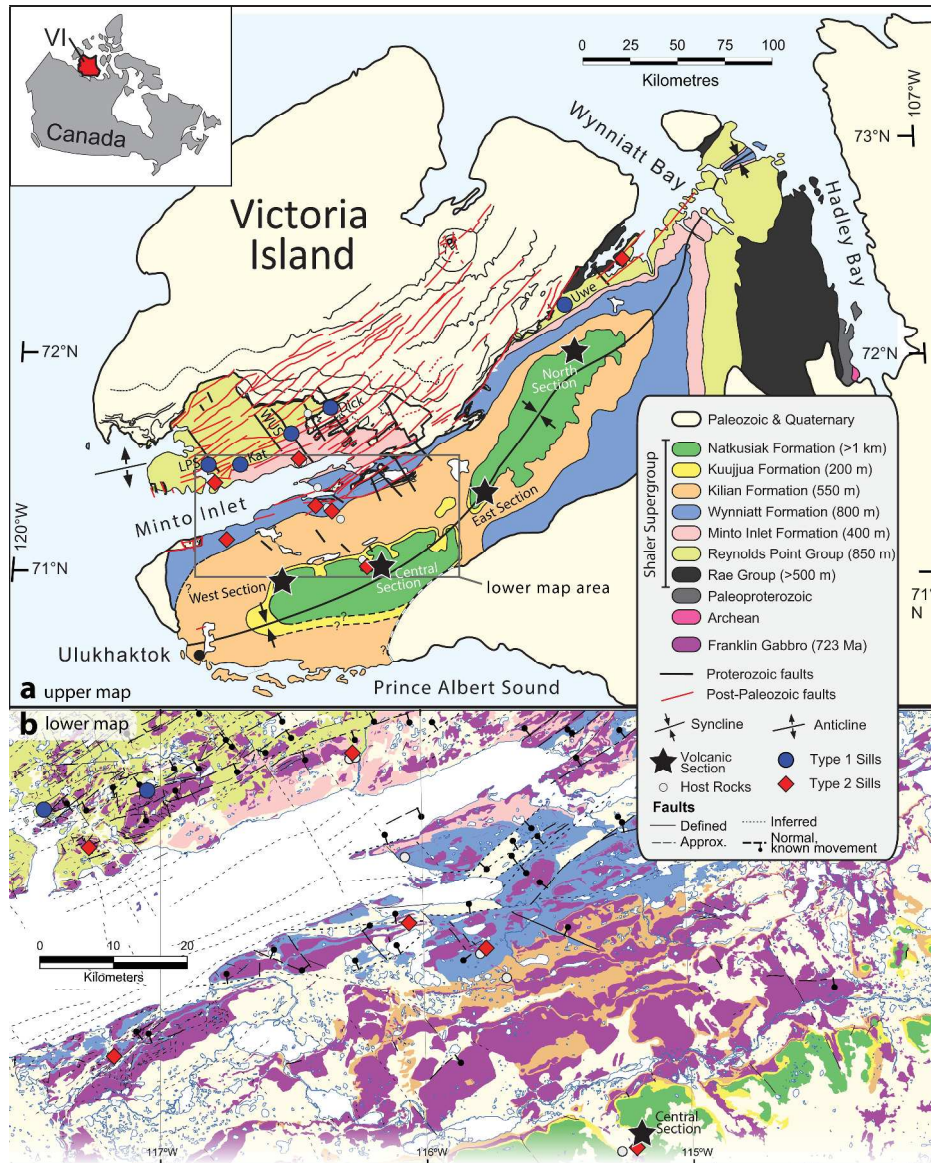 VI
Canada
0 25 50 75 100
Kilometres
107°W
73°N
Wynniatt Bay
Hadley Bay
Victoria
Island
Uwe
72°N
72°N
North
Section
Dick
WUS
LPS
Kat
Minto Inlet
East Section
120°W
71°N
71°
N
West Section
Central
Section
lower map area
?
?
?
?
Ulukhaktok
Prince Albert Sound
a upper map
Paleozoic & Quaternary
Shaler Supergroup
Natkusiak Formation (>1 km)
Kuujjua Formation (200 m)
Kilian Formation (550 m)
Wynniatt Formation (800 m)
Minto Inlet Formation (400 m)
Reynolds Point Group (850 m)
Rae Group (>500 m)
Paleoproterozoic
Archean
Franklin Gabbro (723 Ma)
Proterozoic faults
Post-Paleozoic faults
Syncline
Anticline
Volcanic
Section
Type 1 Sills
Host Rocks
Type 2 Sills
Faults
Defined
Inferred
Approx.
Normal,
known movement
b lower map
0 10 20
Kilometers
Central
Section
117°W
116°W
115°W